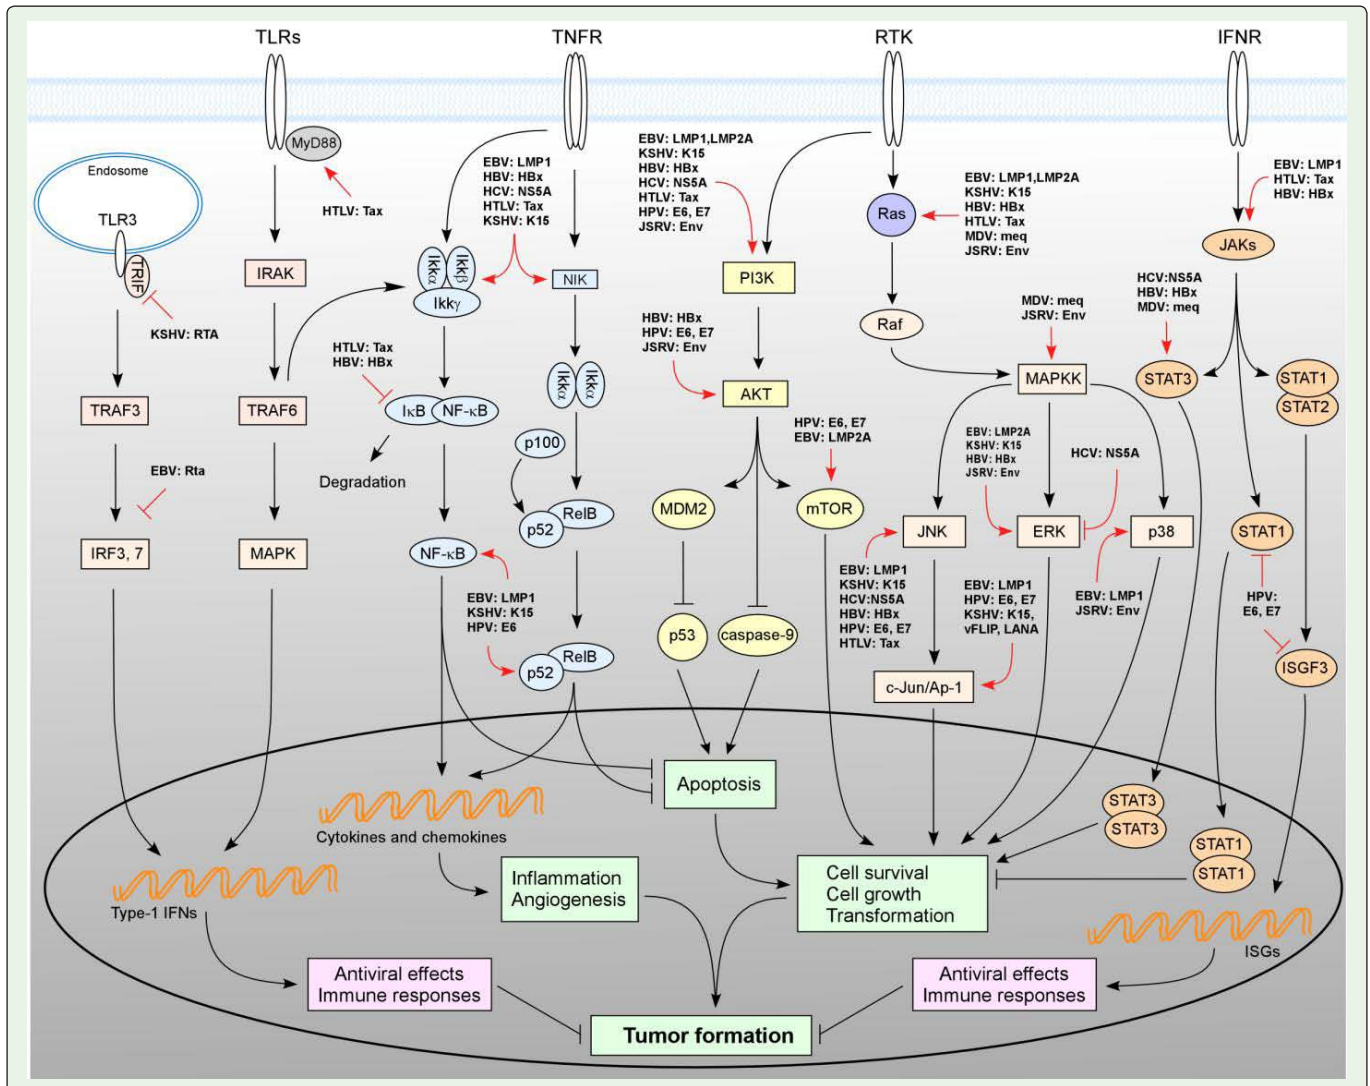 TLRs
TNFR
RTK
IFNR
MyD88
HTLV: Tax
Endosome
TLR3
TRIF
KSHV: RTA
IRAK
TRAF3
TRAF6
EBV: Rta
IRF3, 7
MAPK
EBV: LMP1
HBV: HBx
HCV: NS5A
HTLV: Tax
KSHV: K15
Ikkα
Ikkβ
Ikkγ
NIK
HTLV: Tax
HBV: HBx
IκB
NF-κB
Degradation
Ikkα
Ikkα
p100
p52
RelB
NF-κB
EBV: LMP1
KSHV: K15
HPV: E6
p52
RelB
EBV: LMP1,LMP2A
KSHV: K15
HBV: HBx
HCV: NS5A
HTLV: Tax
HPV: E6, E7
JSRV: Env
PI3K
HBV: HBx
HPV: E6, E7
JSRV: Env
AKT
HPV: E6, E7
EBV: LMP2A
MDM2
mTOR
p53
caspase-9
Ras
EBV: LMP1,LMP2A
KSHV: K15
HBV: HBx
HTLV: Tax
MDV: meq
JSRV: Env
Raf
MDV: meq
JSRV: Env
MAPKK
EBV: LMP2A
KSHV: K15
HBV: HBx
JSRV: Env
HCV: NS5A
JNK
ERK
p38
EBV: LMP1
KSHV: K15
HCV:NS5A
HBV: HBx
HPV: E6, E7
HTLV: Tax
EBV: LMP1
HPV: E6, E7
KSHV: K15,
vFLIP, LANA
EBV: LMP1
JSRV: Env
c-Jun/Ap-1
EBV: LMP1
HTLV: Tax
HBV: HBx
JAKs
HCV:NS5A
HBV: HBx
MDV: meq
STAT3
STAT1
STAT2
STAT1
HPV:
E6, E7
ISGF3
Apoptosis
Cytokines and chemokines
STAT3
STAT3
STAT1
STAT1
Inflammation
Angiogenesis
Cell survival
Cell growth
Transformation
Type-1 IFNs
ISGs
Antiviral effects
Immune responses
Antiviral effects
Immune responses
Tumor formation